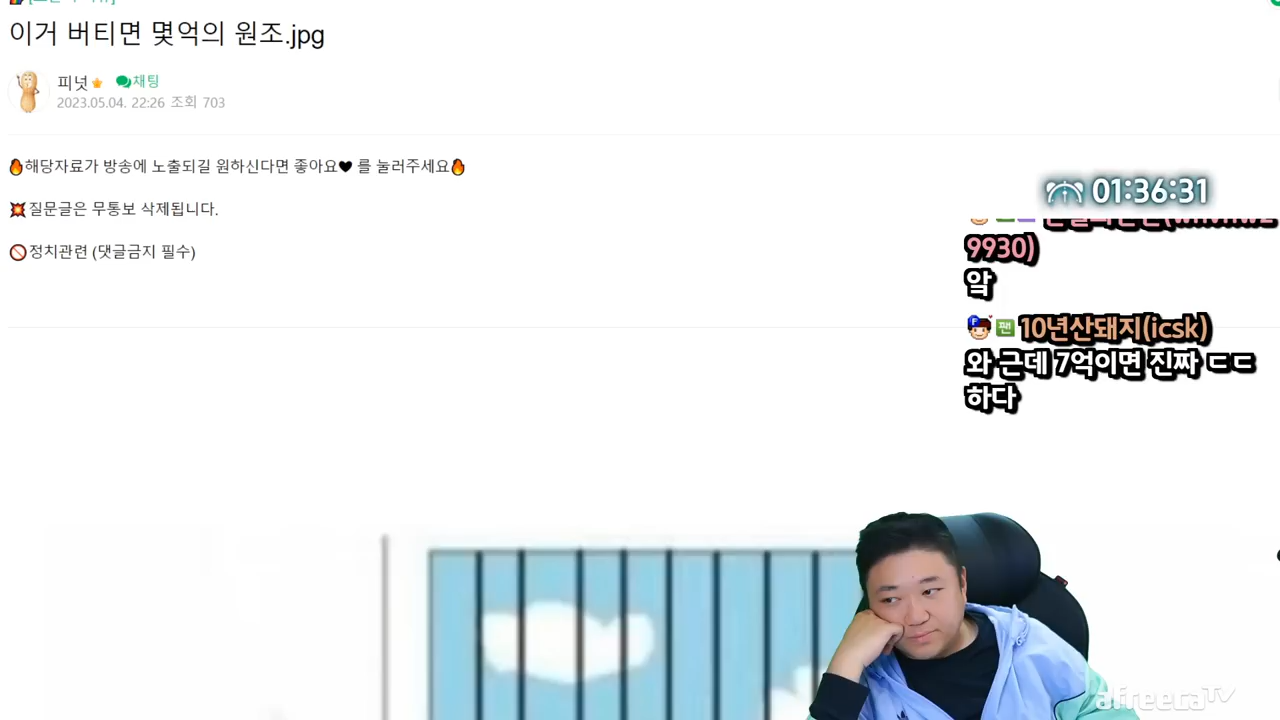 이거 버티면 몇억의 원조.jpg
피넛 채팅
2023.05.04. 22:26 조회 703
해당자료가 방송에 노출되길 원하신다면 좋아요🖤 를 눌러주세요🔥
질문글은 무통보 삭제됩니다.
정치관련 (댓글금지 필수)
01:36:31
9930)
앞
팬 10년산돼지(icsk)
와 근데 7억이면 진짜 ㄷㄷ
하다
afreecaTV